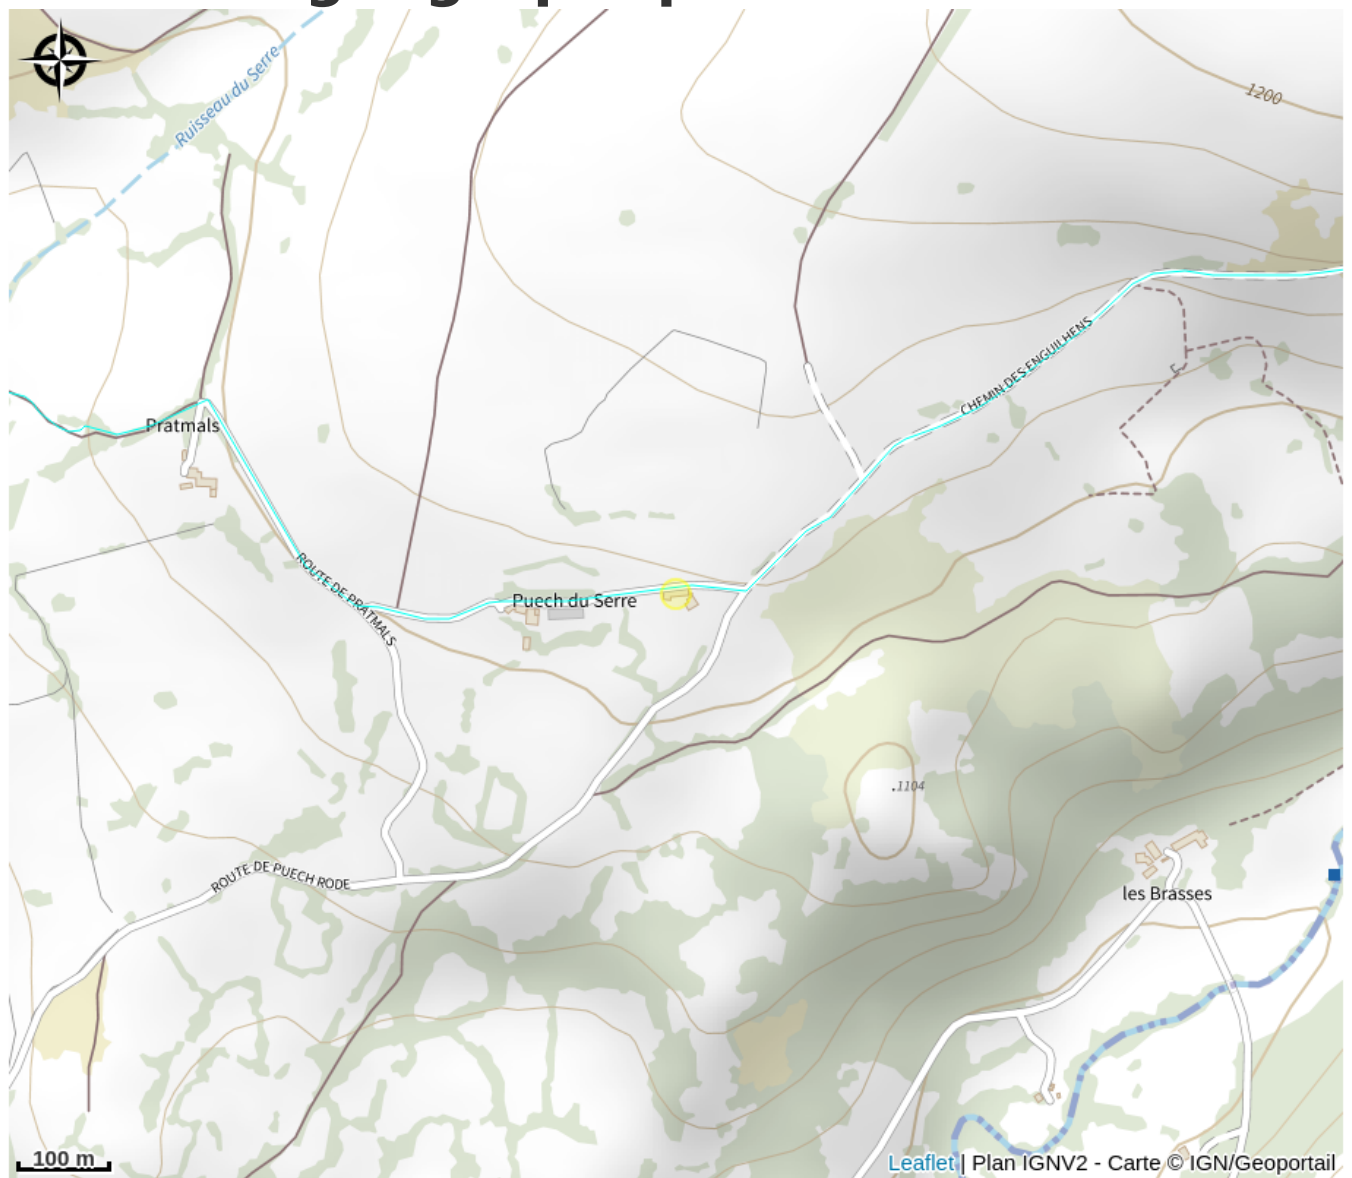 Ruisseau du Serre
1200
CHEMIN DES ENGUILHENS
Pratmals
ROUTE DE PRATMALS
Puech du Serre
.1104
ROUTE DE PUECH RODE
les Brasses
100 m
Leaflet | Plan IGNV2 - Carte © IGN/Geoportail